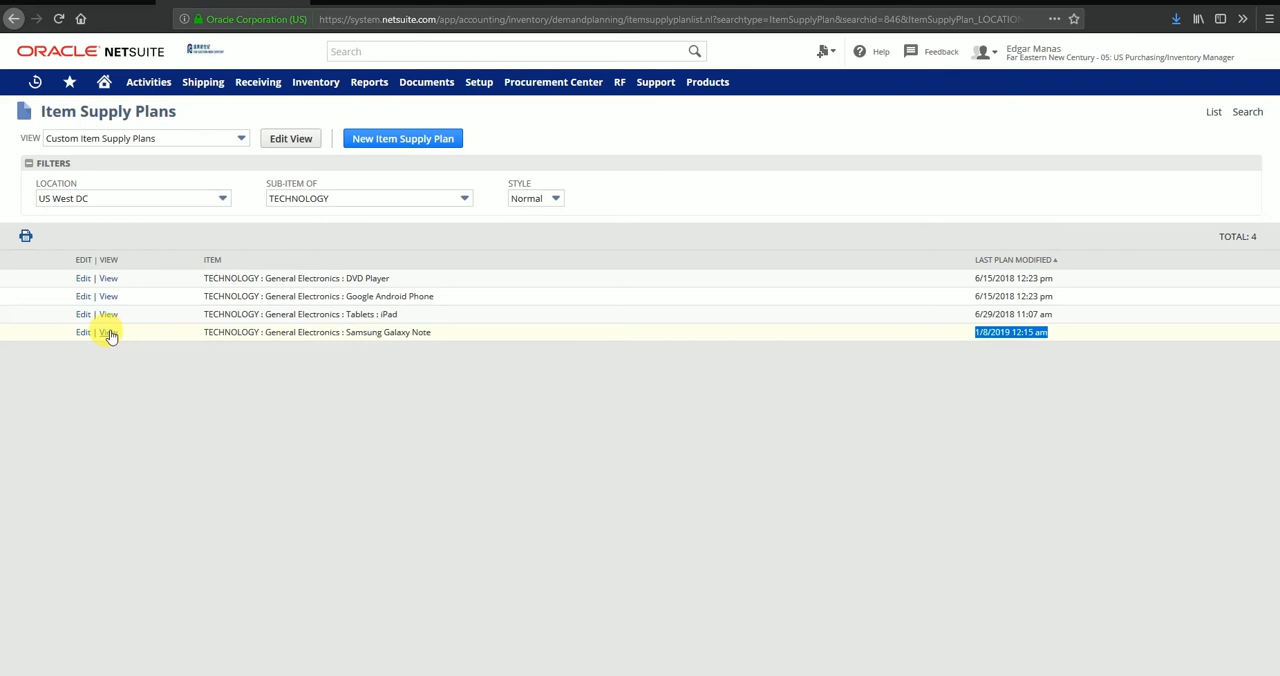 Oracle Corporation (US) https://system.netsuite.com/app/accounting/inventory/demandplanning/itemsupplyplanlist.nl?searchtype=ItemSupplyPlan&searchid=846&ItemSupplyPlan_LOCATION
ORACLE NETSUITE Search Help Feedback
Edgar Manas
Far Eastern New Century - 05: US Purchasing/Inventory Manager
Activities Shipping Receiving Inventory Reports Documents Setup Procurement Center RF Support Products
Item Supply Plans List Search
VIEW Custom Item Supply Plans Edit View New Item Supply Plan
FILTERS
LOCATION SUB-ITEM OF STYLE
US West DC TECHNOLOGY Normal
TOTAL: 4
EDIT | VIEW ITEM LAST PLAN MODIFIED
Edit | View TECHNOLOGY : General Electronics : DVD Player 6/15/2018 12:23 pm
Edit | View TECHNOLOGY : General Electronics : Google Android Phone 6/15/2018 12:23 pm
Edit | View TECHNOLOGY : General Electronics : Tablets : iPad 6/29/2018 11:07 am
Edit | View TECHNOLOGY : General Electronics : Samsung Galaxy Note 1/8/2019 12:15 am